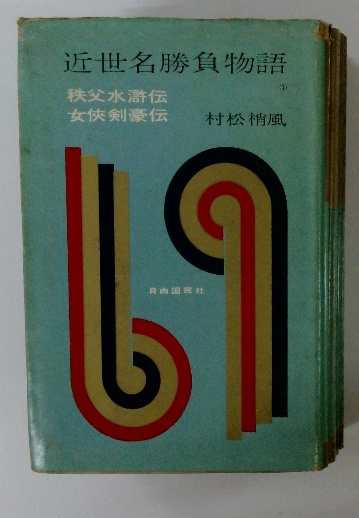 近世名勝負物語
(1)
秩父水滸伝
女侠剣豪伝
村松梢風
自由国民社